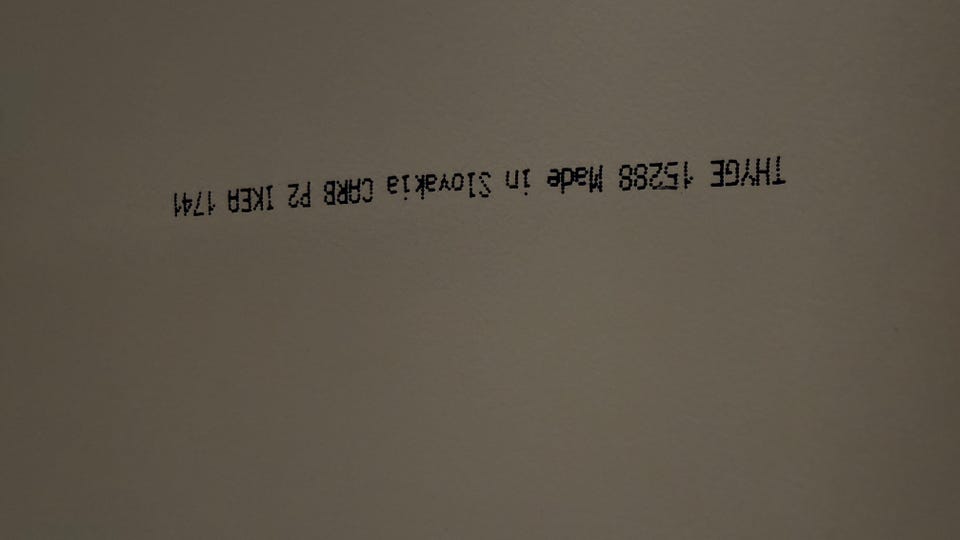 THYGE 15288 Made in Slovakia CARB P2 IKEA 1741